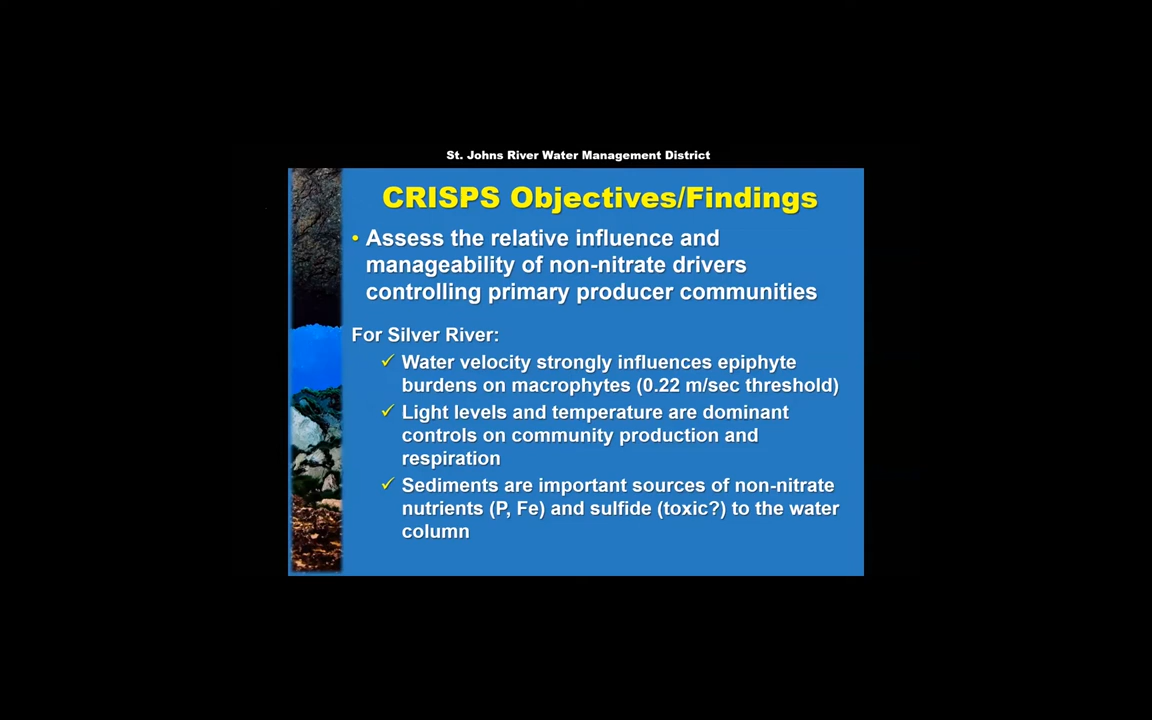 St. Johns River Water Management District
CRISPS Objectives/Findings
• Assess the relative influence and
manageability of non-nitrate drivers
controlling primary producer communities
For Silver River:
✓ Water velocity strongly influences epiphyte
burdens on macrophytes (0.22 m/sec threshold)
✓ Light levels and temperature are dominant
controls on community production and
respiration
✓ Sediments are important sources of non-nitrate
nutrients (P, Fe) and sulfide (toxic?) to the water
column